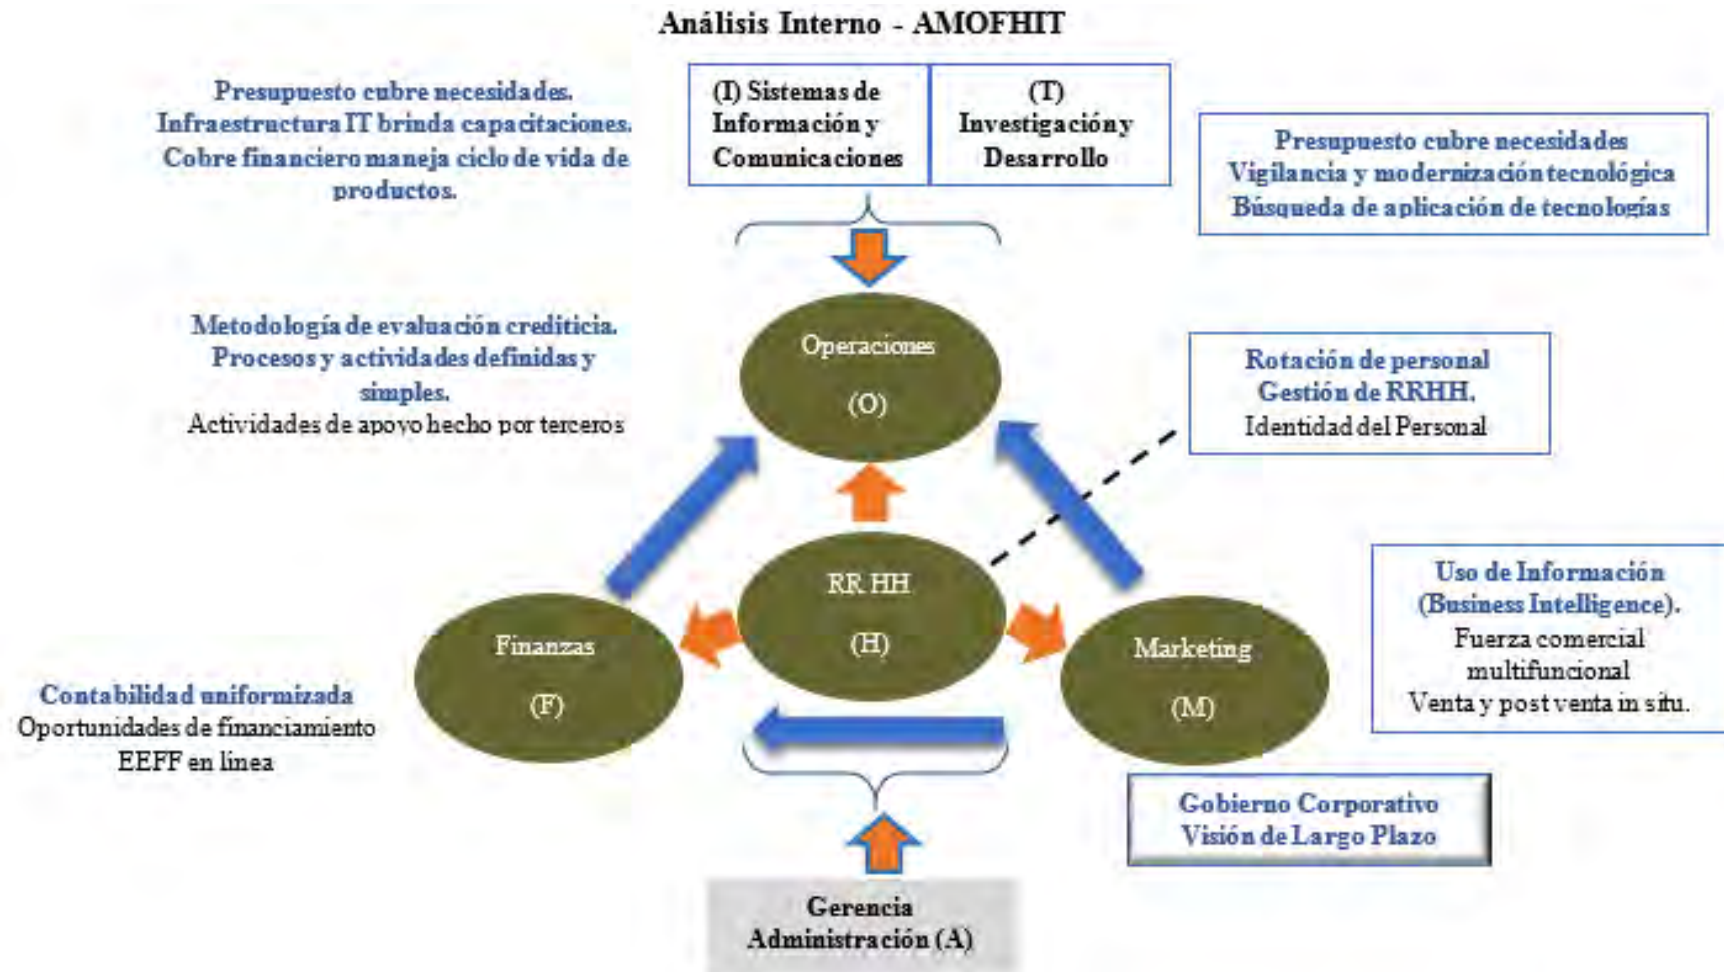 Análisis Interno - AMOFHIT
Presupuesto cubre necesidades.
Infraestructura IT brinda capacitaciones.
Cobre financiero maneja ciclo de vida de
productos.
(I) Sistemas de
Información y
Comunicaciones
(T)
Investigación y
Desarrollo
Presupuesto cubre necesidades
Vigilancia y modernización tecnológica
Búsqueda de aplicación de tecnologías
Metodología de evaluación crediticia.
Procesos y actividades definidas y
simples.
Actividades de apoyo hecho por terceros
Operaciones
(O)
Rotación de personal
Gestión de RRHH.
Identidad del Personal
RR HH
(H)
Finanzas
(F)
Marketing
(M)
Uso de Información
(Business Intelligence).
Fuerza comercial
multifuncional
Venta y post venta in situ.
Contabilidad uniformizada
Oportunidades de financiamiento
EEFF en linea
Gobierno Corporativo
Visión de Largo Plazo
Gerencia
Administración (A)